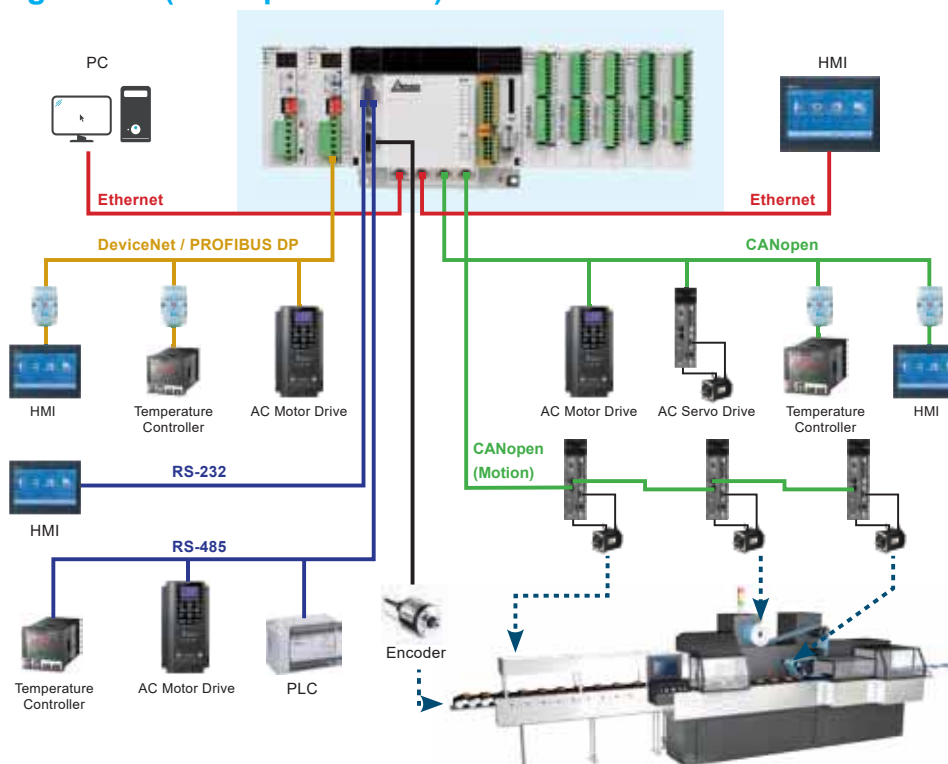 PC
HMI
Ethernet
Ethernet
DeviceNet / PROFIBUS DP
CANopen
HMI
Temperature
Controller
AC Motor Drive
AC Motor Drive
AC Servo Drive
Temperature
Controller
HMI
CANopen
(Motion)
RS-232
HMI
RS-485
Encoder
Temperature
Controller
AC Motor Drive
PLC